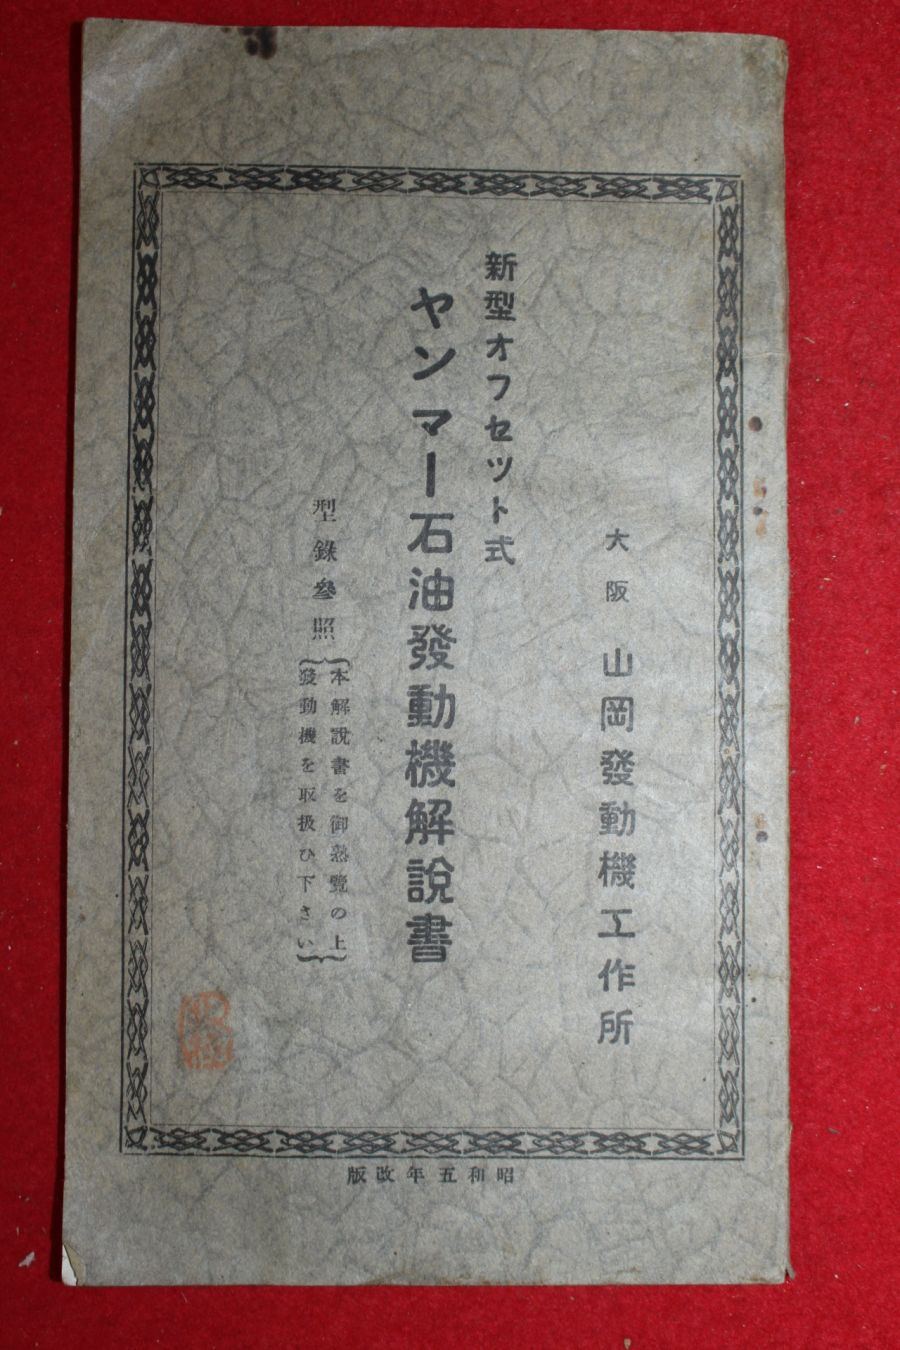 大阪 山岡發動機工作所
新型オフセツト式
ヤンマー石油發動機解說書
型錄參照
本解說書を御熟覽の上
發動機を取扱ひ下さい
昭和五年改版